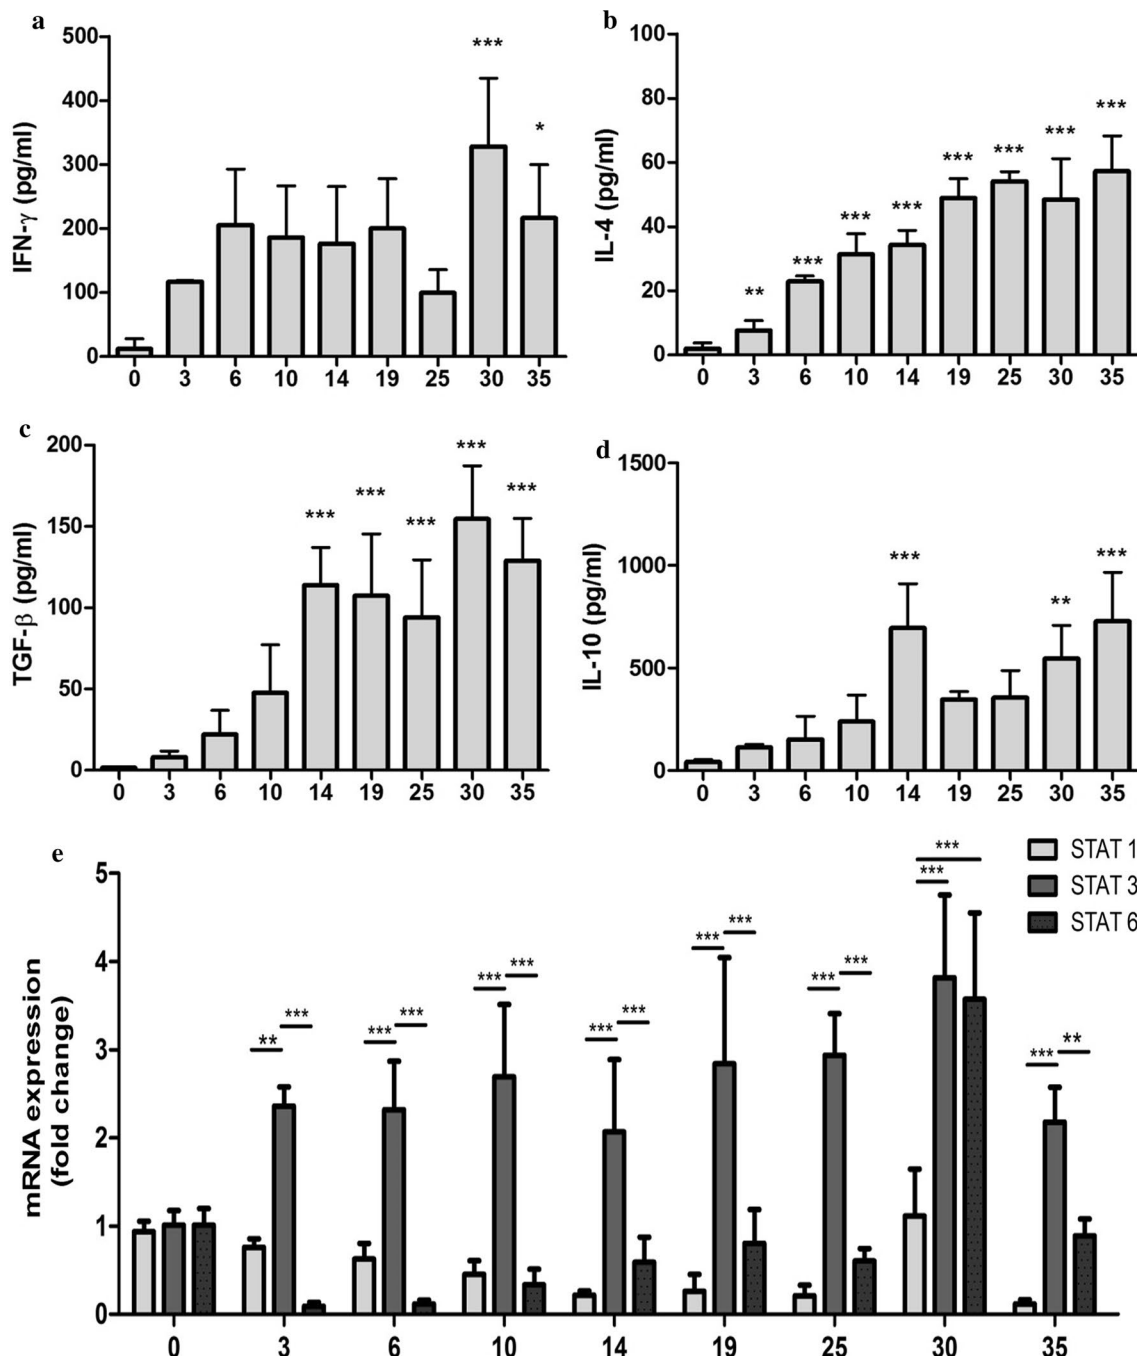 a
500
400
300
200
100
0
IFN-γ (pg/ml)
***
*
0 3 6 10 14 19 25 30 35
b
100
80
60
40
20
0
IL-4 (pg/ml)
**
***
***
***
***
***
***
***
0 3 6 10 14 19 25 30 35
c
200
150
100
50
0
TGF-β (pg/ml)
***
***
***
***
***
0 3 6 10 14 19 25 30 35
d
1500
1000
500
0
IL-10 (pg/ml)
***
**
***
0 3 6 10 14 19 25 30 35
e
5
4
3
2
1
0
mRNA expression
(fold change)
** ***
*** ***
*** ***
*** ***
*** ***
*** ***
***
***
*** **
STAT 1
STAT 3
STAT 6
0 3 6 10 14 19 25 30 35